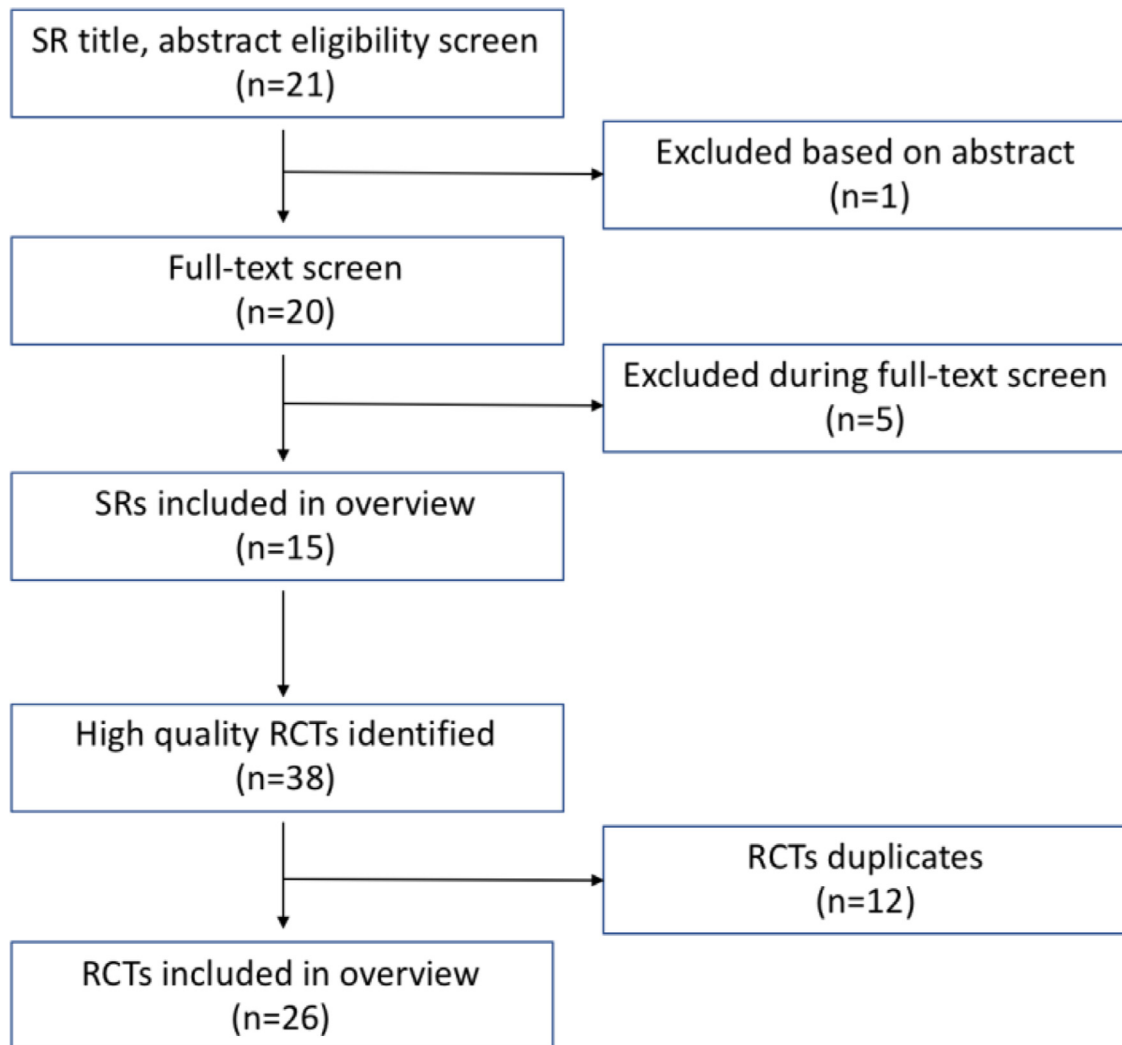 SR title, abstract eligibility screen
(n=21)
Excluded based on abstract
(n=1)
Full-text screen
(n=20)
Excluded during full-text screen
(n=5)
SRs included in overview
(n=15)
High quality RCTs identified
(n=38)
RCTs duplicates
(n=12)
RCTs included in overview
(n=26)